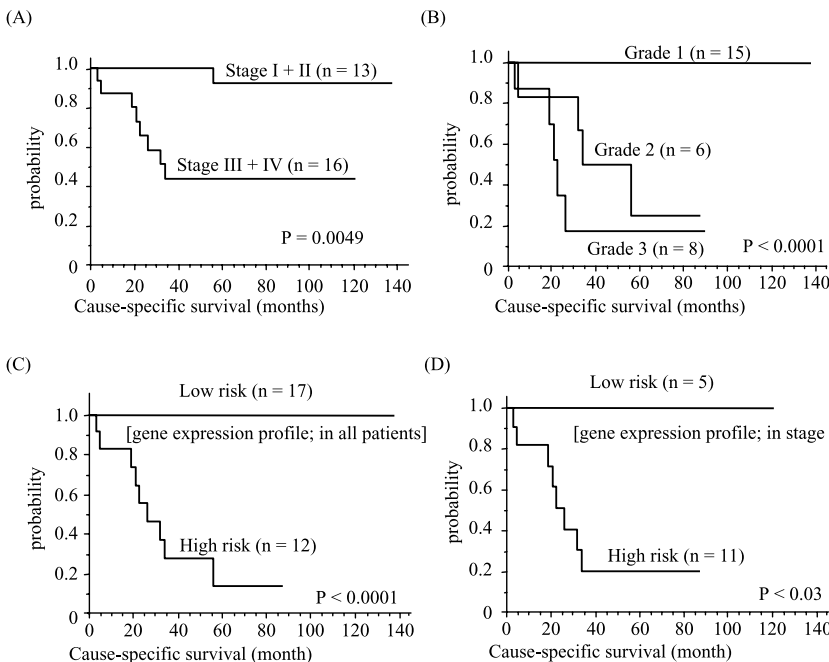 (A)
1.0
0.8
0.6
0.4
0.2
0
probability
Stage I + II (n = 13)
Stage III + IV (n = 16)
P = 0.0049
0 20 40 60 80 100 120 140
Cause-specific survival (months)
(B)
1.0
0.8
0.6
0.4
0.2
0
probability
Grade 1 (n = 15)
Grade 2 (n = 6)
Grade 3 (n = 8)
P < 0.0001
0 20 40 60 80 100 120 140
Cause-specific survival (months)
(C)
Low risk (n = 17)
1.0
0.8
0.6
0.4
0.2
0
probability
[gene expression profile; in all patients]
High risk (n = 12)
P < 0.0001
0 20 40 60 80 100 120 140
Cause-specific survival (months)
(D)
Low risk (n = 5)
1.0
0.8
0.6
0.4
0.2
0
probability
[gene expression profile; in stage
High risk (n = 11)
P < 0.03
0 20 40 60 80 100 120 140
Cause-specific survival (months)